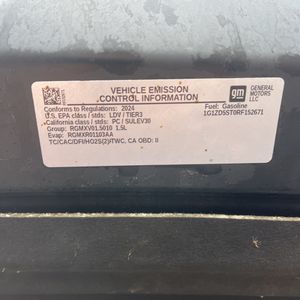 VEHICLE EMISSION
CONTROL INFORMATION
Conforms to Regulations: 2024
U.S. EPA class / stds: LDV / TIER3
California class / stds: PC / SULEV30
Group: RGMXV01.5010 1.5L
Evap: RGMXR01103AA
TC/CAC/DFI/HO2S(2)/TWC, CA OBD: II
gm
GENERAL
MOTORS
LLC
Fuel: Gasoline
1G1ZD5ST0RF152671